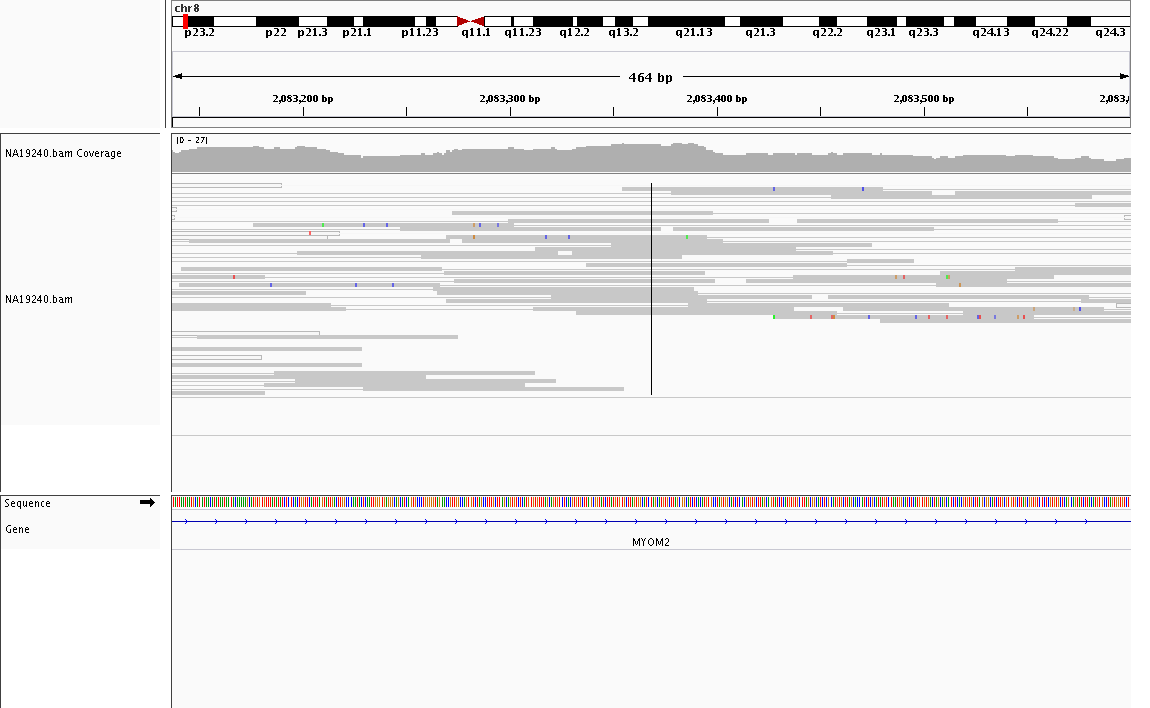 chr8
p23.2 p22 p21.3 p21.1 p11.23 q11.1 q11.23 q12.2 q13.2 q21.13 q21.3 q22.2 q23.1 q23.3 q24.13 q24.22 q24.3
464 bp
2,083,200 bp 2,083,300 bp 2,083,400 bp 2,083,500 bp 2,083,
[0 - 27]
NA19240.bam Coverage
NA19240.bam
Sequence
Gene
MYOM2